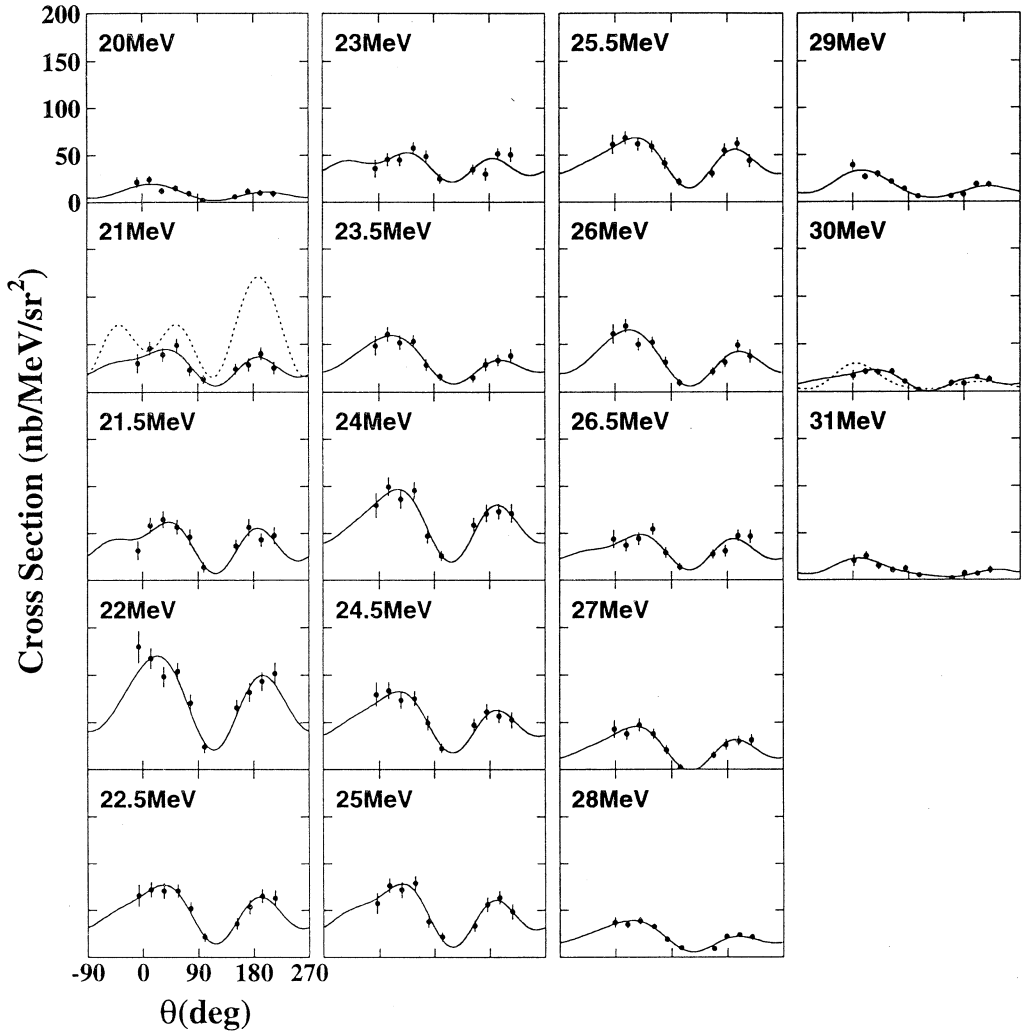 Cross Section (nb/MeV/sr²)
200
150
100
50
0
20MeV
23MeV
25.5MeV
29MeV
21MeV
23.5MeV
26MeV
30MeV
21.5MeV
24MeV
26.5MeV
31MeV
22MeV
24.5MeV
27MeV
22.5MeV
25MeV
28MeV
-90 0 90 180 270
θ(deg)